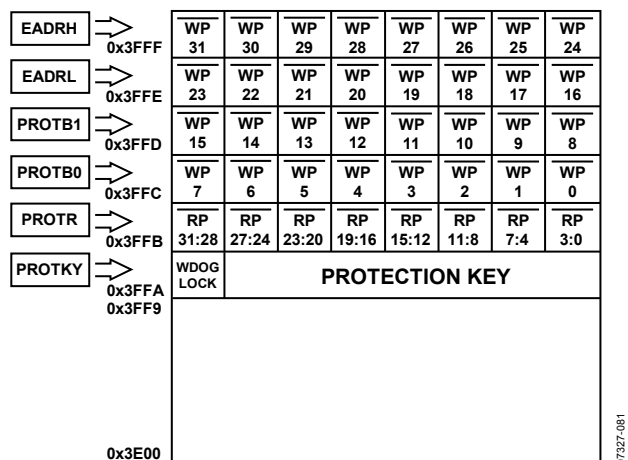 EADRH 0x3FFF WP 31 WP 30 WP 29 WP 28 WP 27 WP 26 WP 25 WP 24
EADRL 0x3FFE WP 23 WP 22 WP 21 WP 20 WP 19 WP 18 WP 17 WP 16
PROTB1 0x3FFD WP 15 WP 14 WP 13 WP 12 WP 11 WP 10 WP 9 WP 8
PROTB0 0x3FFC WP 7 WP 6 WP 5 WP 4 WP 3 WP 2 WP 1 WP 0
PROTR 0x3FFB RP 31:28 RP 27:24 RP 23:20 RP 19:16 RP 15:12 RP 11:8 RP 7:4 RP 3:0
PROTKY 0x3FFA WDOG LOCK PROTECTION KEY
0x3FF9
0x3E00
07327-081